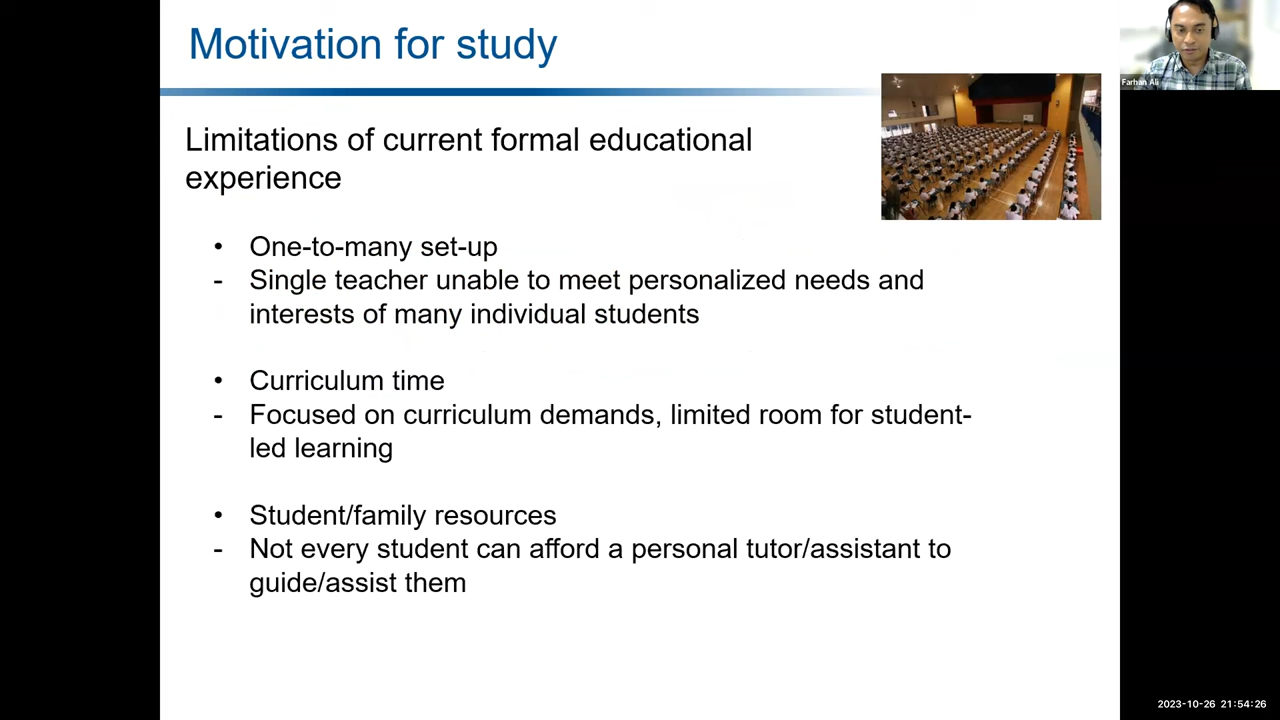 Motivation for study
Farhan Ali
Limitations of current formal educational
experience
• One-to-many set-up
- Single teacher unable to meet personalized needs and
interests of many individual students
• Curriculum time
- Focused on curriculum demands, limited room for student-
led learning
• Student/family resources
- Not every student can afford a personal tutor/assistant to
guide/assist them
2023-10-26 21:54:26